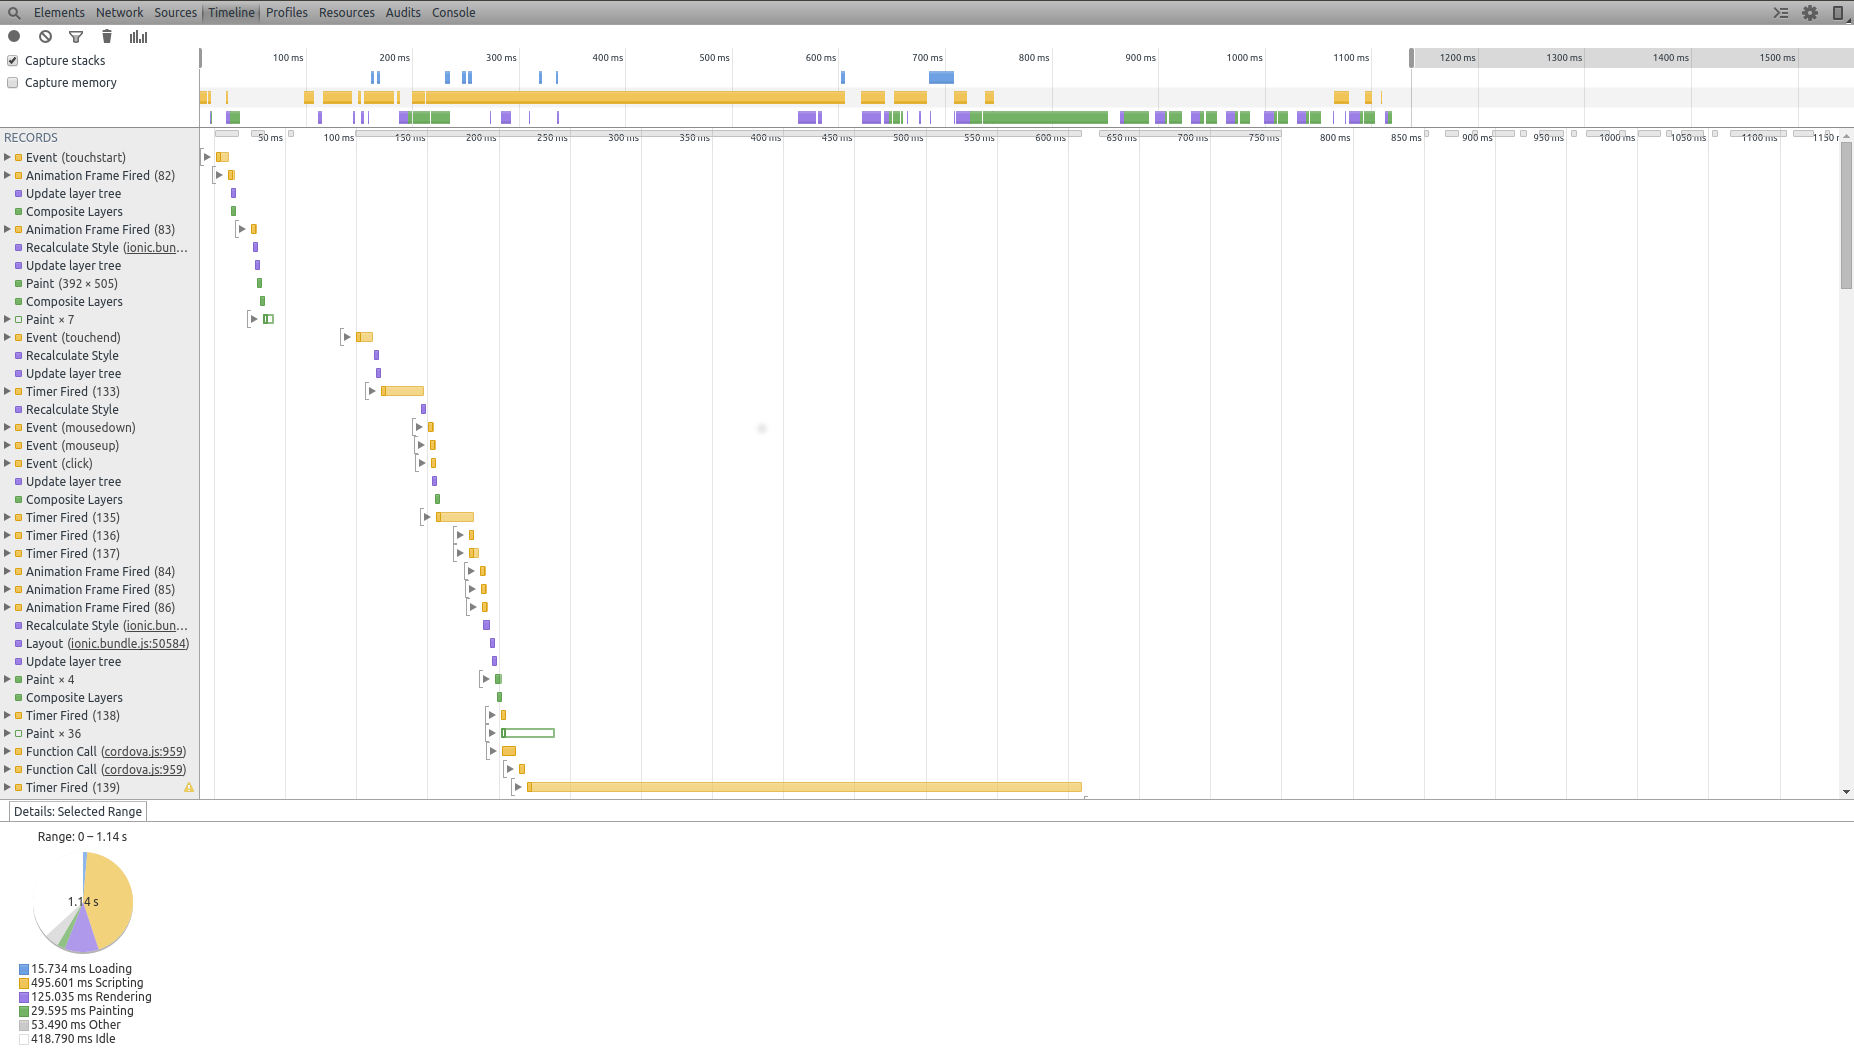 Elements Network Sources Timeline Profiles Resources Audits Console
Capture stacks
Capture memory
100 ms 200 ms 300 ms 400 ms 500 ms 600 ms 700 ms 800 ms 900 ms 1000 ms 1100 ms 1200 ms 1300 ms 1400 ms 1500 ms
RECORDS
50 ms 100 ms 150 ms 200 ms 250 ms 300 ms 350 ms 400 ms 450 ms 500 ms 550 ms 600 ms 650 ms 700 ms 750 ms 800 ms 850 ms 900 ms 950 ms 1000 ms 1050 ms 1100 ms 1150 r
Event (touchstart)
Animation Frame Fired (82)
Update layer tree
Composite Layers
Animation Frame Fired (83)
Recalculate Style (ionic.bun...
Update layer tree
Paint (392 × 505)
Composite Layers
Paint × 7
Event (touchend)
Recalculate Style
Update layer tree
Timer Fired (133)
Recalculate Style
Event (mousedown)
Event (mouseup)
Event (click)
Update layer tree
Composite Layers
Timer Fired (135)
Timer Fired (136)
Timer Fired (137)
Animation Frame Fired (84)
Animation Frame Fired (85)
Animation Frame Fired (86)
Recalculate Style (ionic.bun...
Layout (ionic.bundle.js:50584)
Update layer tree
Paint × 4
Composite Layers
Timer Fired (138)
Paint × 36
Function Call (cordova.js:959)
Function Call (cordova.js:959)
Timer Fired (139)
Details: Selected Range
Range: 0 – 1.14 s
1.14 s
15.734 ms Loading
495.601 ms Scripting
125.035 ms Rendering
29.595 ms Painting
53.490 ms Other
418.790 ms Idle